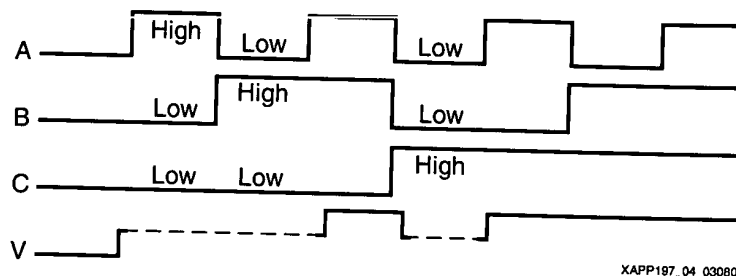 A High Low Low
B Low High Low
C Low Low High
V
XAPP197_04_03080